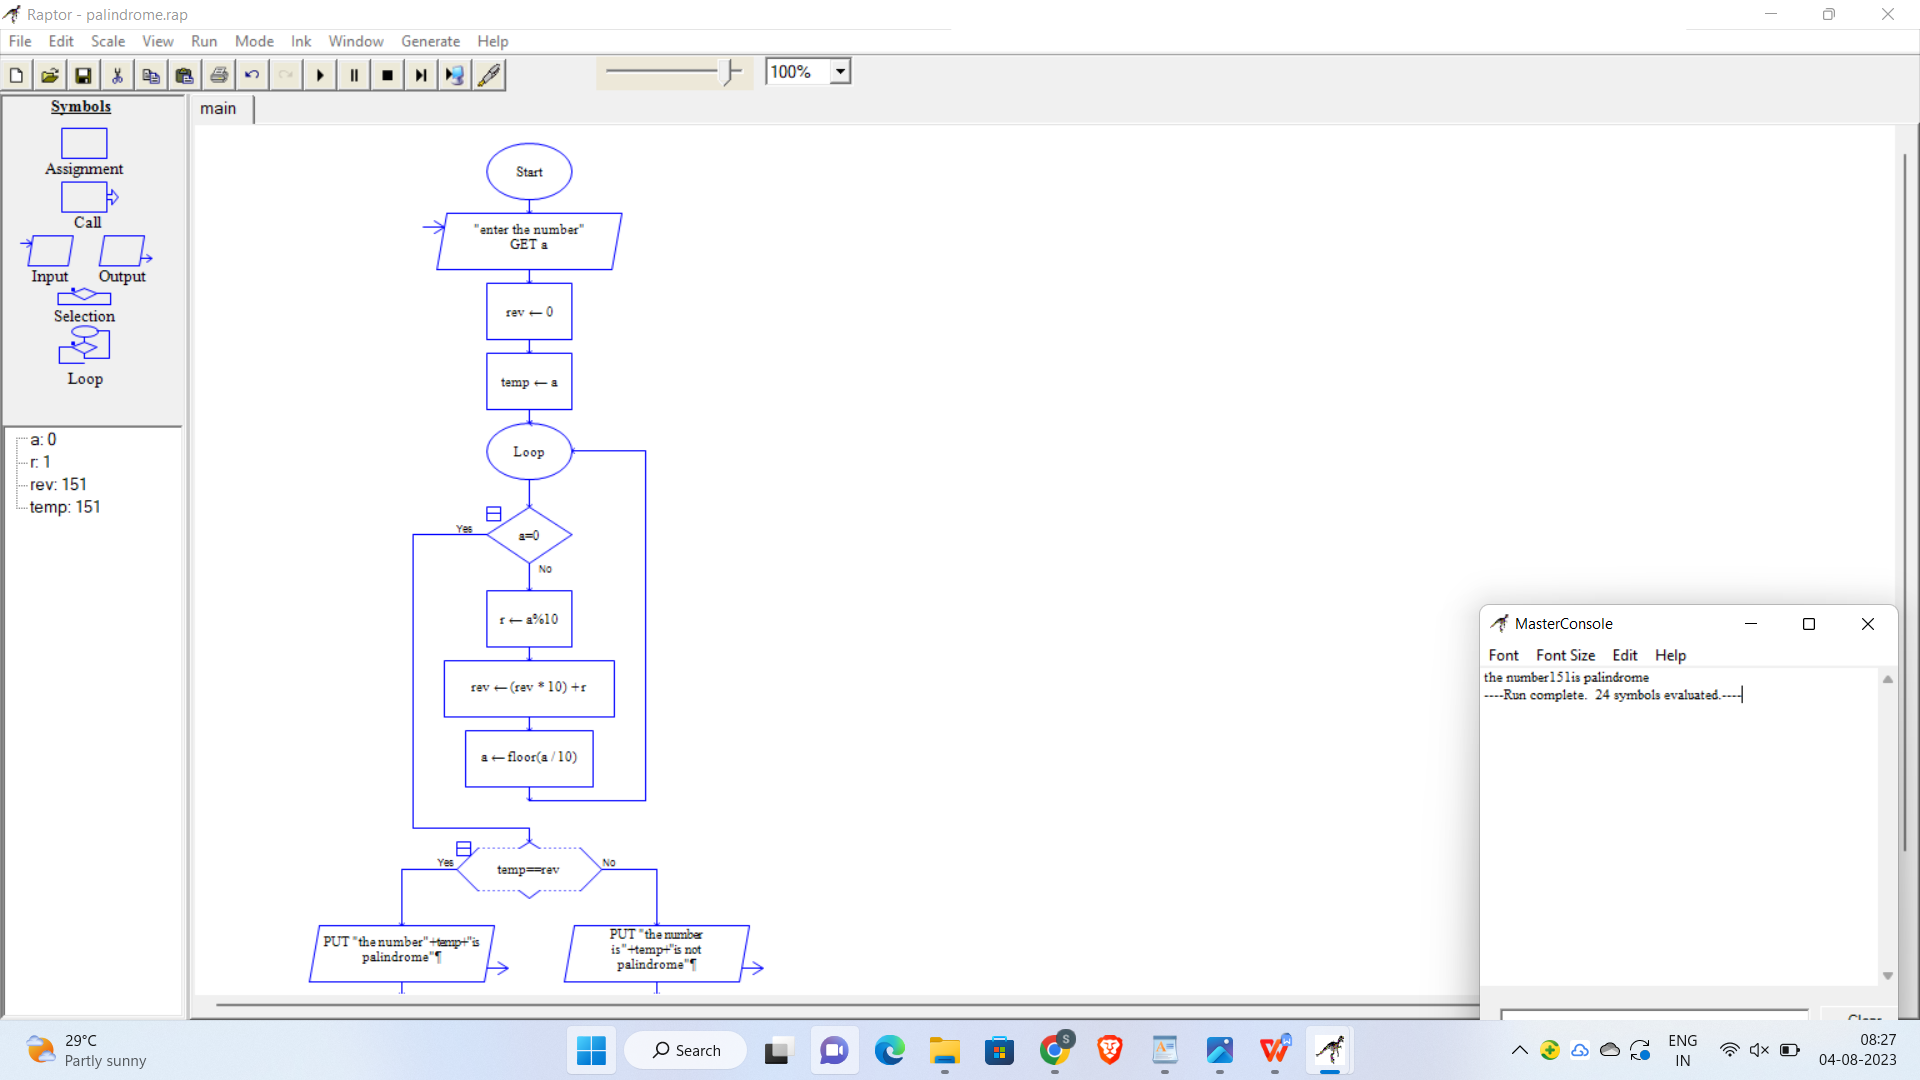 Raptor - palindrome.rap
File Edit Scale View Run Mode Ink Window Generate Help
100%
Symbols
Assignment
Call
Input Output
Selection
Loop
a: 0
r: 1
rev: 151
temp: 151
main
Start
"enter the number"
GET a
rev ← 0
temp ← a
Loop
Yes
a=0
No
r ← a%10
rev ← (rev * 10) +r
a ← floor(a / 10)
Yes
temp==rev
No
PUT "the number"+temp+"is
palindrome"¶
PUT "the number
is"+temp+"is not
palindrome"¶
MasterConsole
Font Font Size Edit Help
the number151is palindrome
----Run complete.  24 symbols evaluated.----
Clear
29°C
Partly sunny
Search
S
W
ENG
IN
08:27
04-08-2023